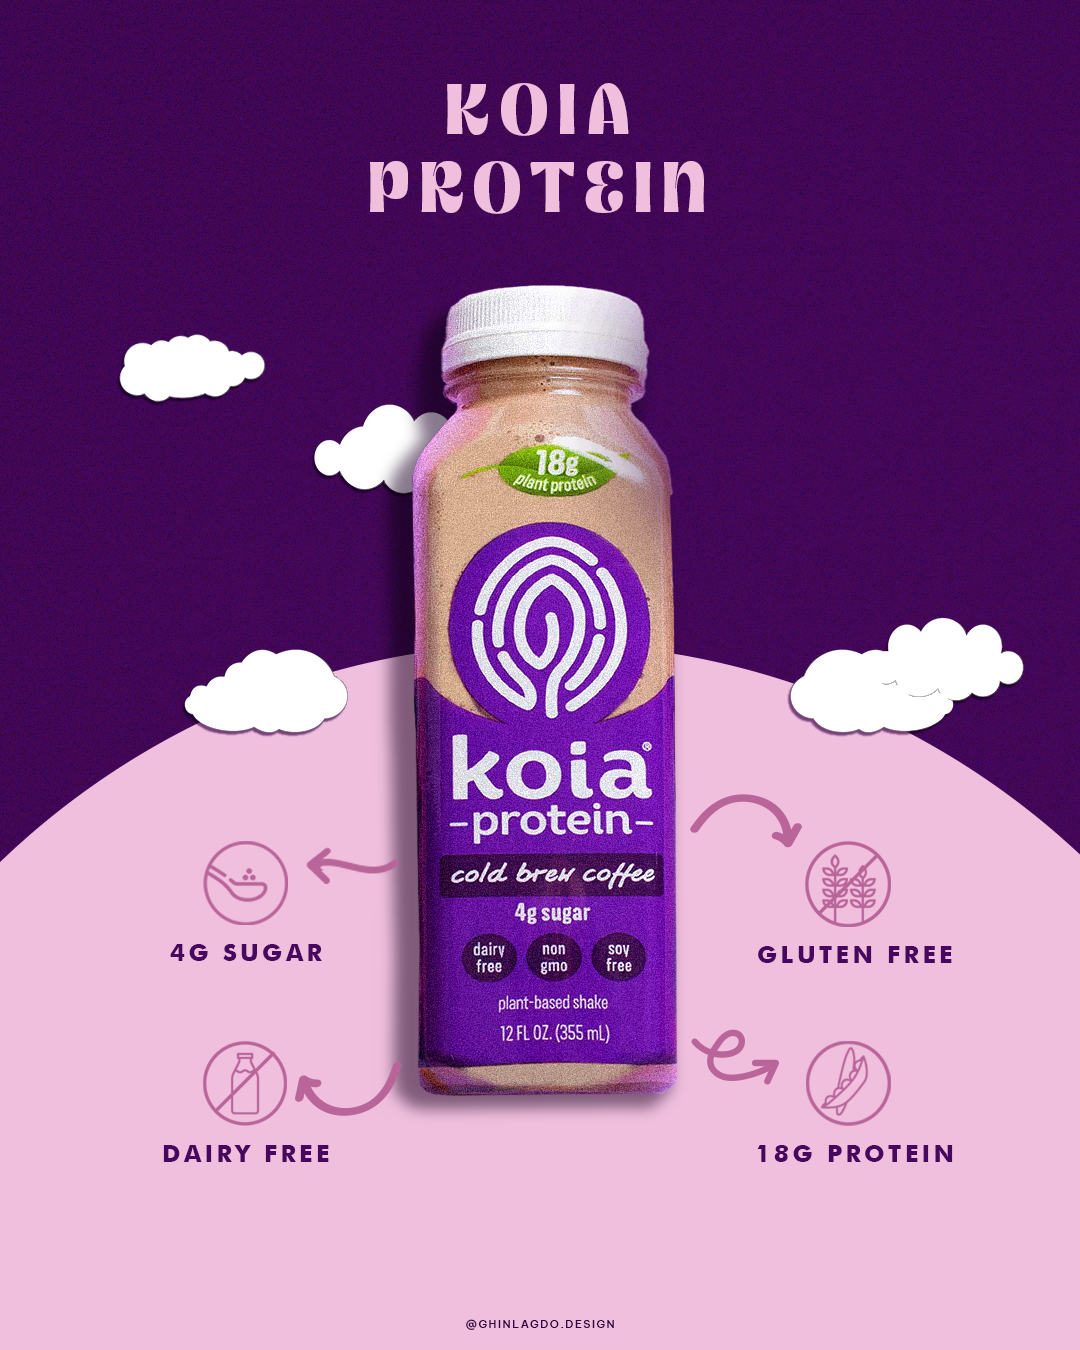 KOIA
PROTEIN
18g
plant protein
koia®
-protein-
cold brew coffee
4g sugar
dairy free
non gmo
soy free
plant-based shake
12 FL OZ. (355 mL)
4G SUGAR
GLUTEN FREE
DAIRY FREE
18G PROTEIN
@GHINLAGDO.DESIGN